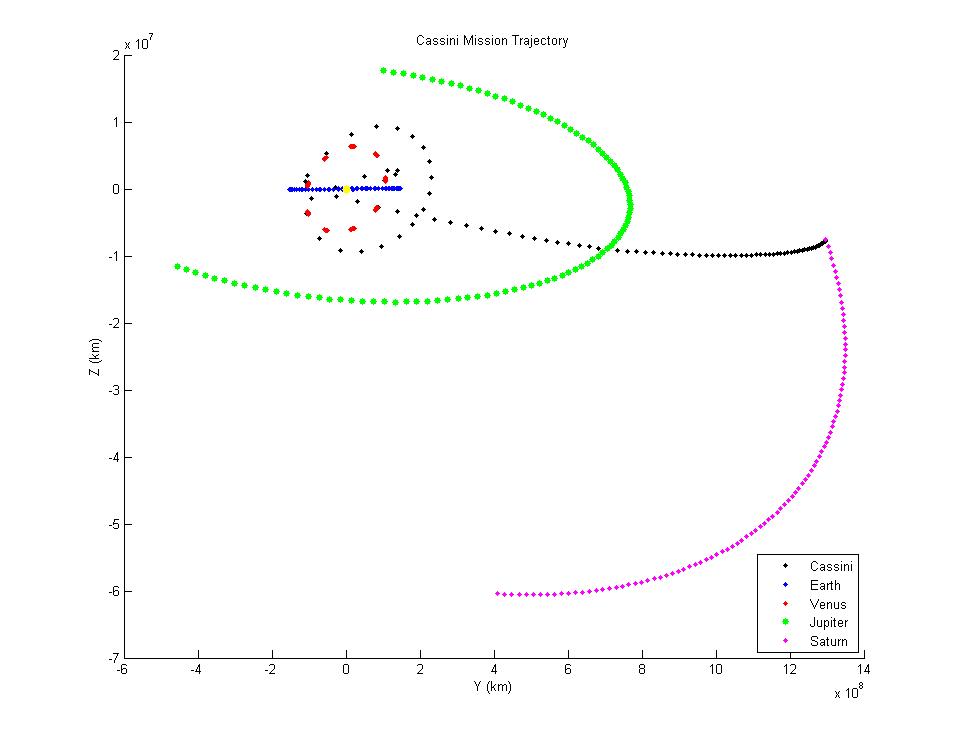 Cassini Mission Trajectory
x 10^7
2
1
0
-1
-2
-3
-4
-5
-6
-7
Z (km)
-6 -4 -2 0 2 4 6 8 10 12 14
Y (km)
x 10^8
Cassini
Earth
Venus
Jupiter
Saturn